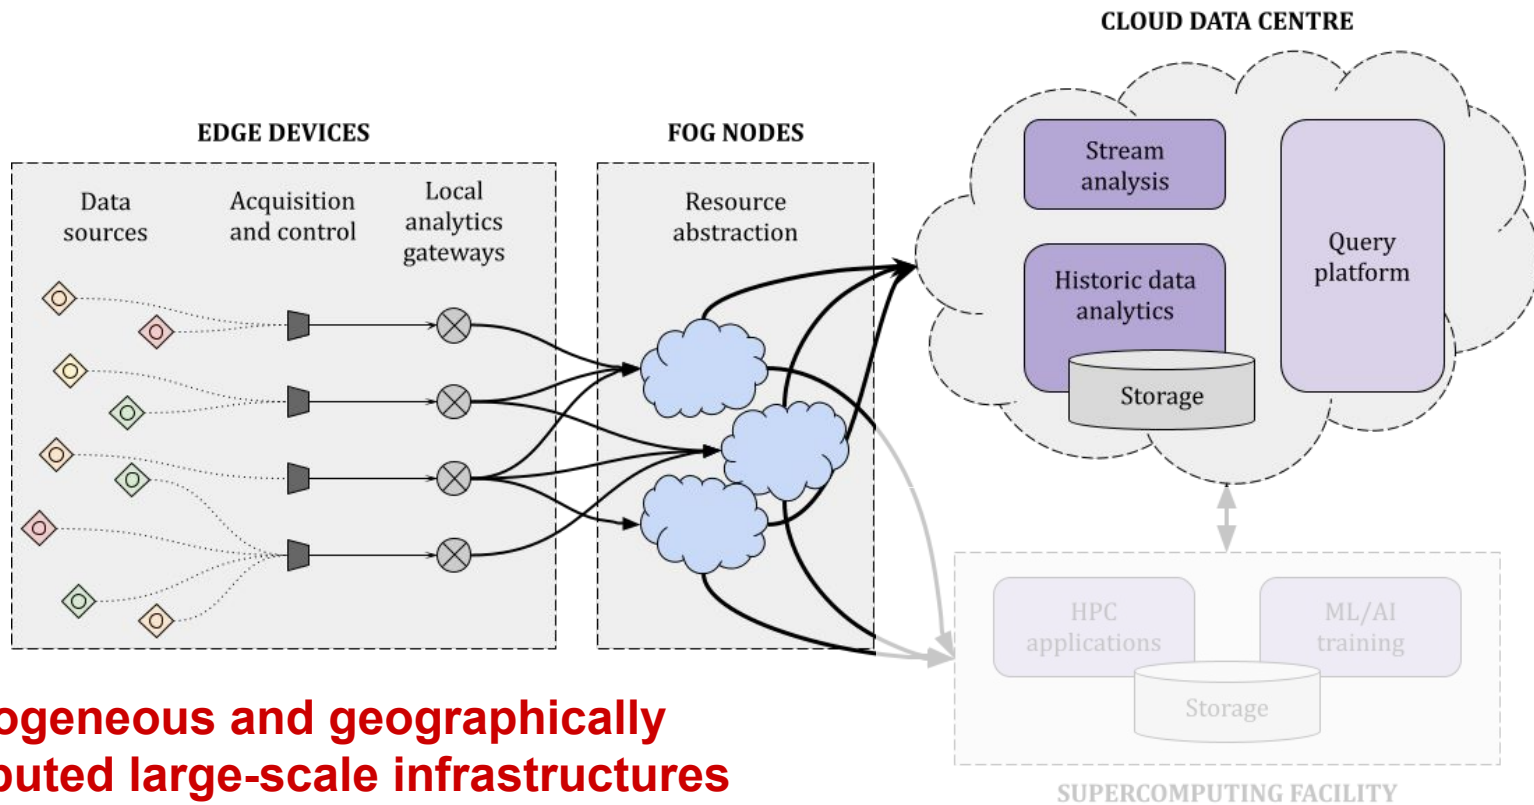 CLOUD DATA CENTRE
EDGE DEVICES
FOG NODES
Data
sources
Acquisition
and control
Local
analytics
gateways
Resource
abstraction
Stream
analysis
Historic data
analytics
Storage
Query
platform
HPC
applications
ML/AI
training
Storage
SUPERCOMPUTING FACILITY
ogeneous and geographically
buted large-scale infrastructures